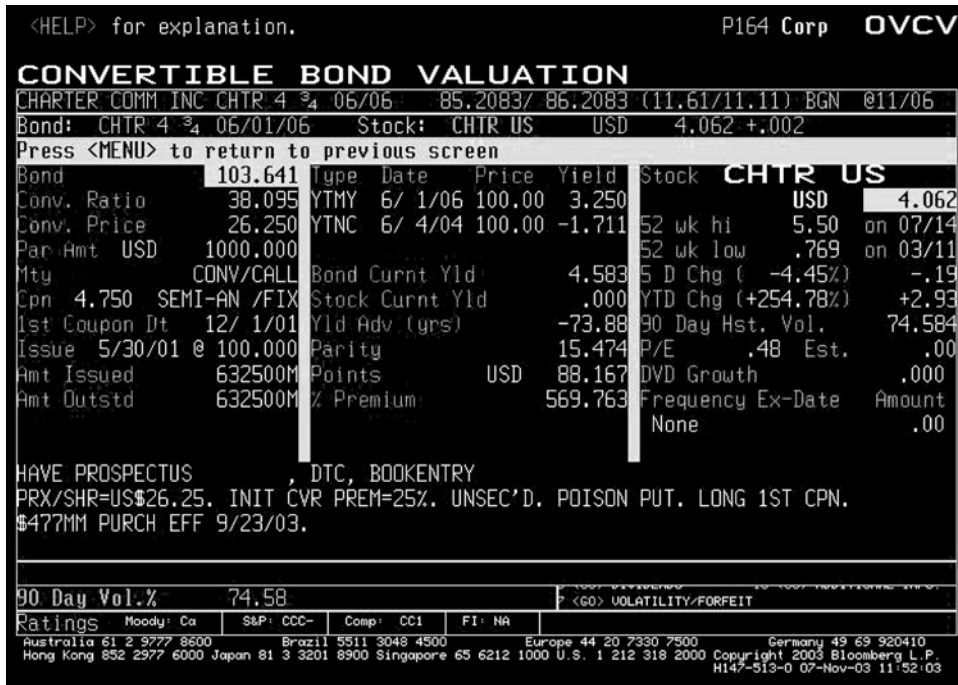 <HELP> for explanation. P164 Corp OVCV
CONVERTIBLE BOND VALUATION
CHARTER COMM INC CHTR 4 ¾ 06/06 85.2083/ 86.2083 (11.61/11.11) BGN @11/06
Bond: CHTR 4 ¾ 06/01/06 Stock: CHTR US USD 4.062 +.002
Press <MENU> to return to previous screen
Bond 103.641 Type Date Price Yield Stock CHTR US
Conv. Ratio 38.095 YTMY 6/ 1/06 100.00 3.250 USD 4.062
Conv. Price 26.250 YTNC 6/ 4/04 100.00 -1.711 52 wk hi 5.50 on 07/14
Par Amt USD 1000.000 52 wk low .769 on 03/11
Mty CONV/CALL Bond Curnt Yld 4.583 5 D Chg ( -4.45%) -.19
Cpn 4.750 SEMI-AN /FIX Stock Curnt Yld .000 YTD Chg (+254.78%) +2.93
1st Coupon Dt 12/ 1/01 Yld Adv (yrs) -73.88 90 Day Hst. Vol. 74.584
Issue 5/30/01 @ 100.000 Parity 15.474 P/E .48 Est. .00
Amt Issued 632500M Points USD 88.167 DVD Growth .000
Amt Outstd 632500M % Premium 569.763 Frequency Ex-Date Amount
None .00
HAVE PROSPECTUS , DTC, BOOKENTRY
PRX/SHR=US$26.25. INIT CVR PREM=25%. UNSEC'D. POISON PUT. LONG 1ST CPN.
$477MM PURCH EFF 9/23/03.
90 Day Vol.% 74.58 <GO> VOLATILITY/FORFEIT
Ratings Moody: Ca S&P: CCC- Comp: CC1 FI: NA
Australia 61 2 9777 8600 Brazil 5511 3048 4500 Europe 44 20 7330 7500 Germany 49 69 920410
Hong Kong 852 2977 6000 Japan 81 3 3201 8900 Singapore 65 6212 1000 U.S. 1 212 318 2000 Copyright 2003 Bloomberg L.P.
H147-513-0 07-Nov-03 11:52:03